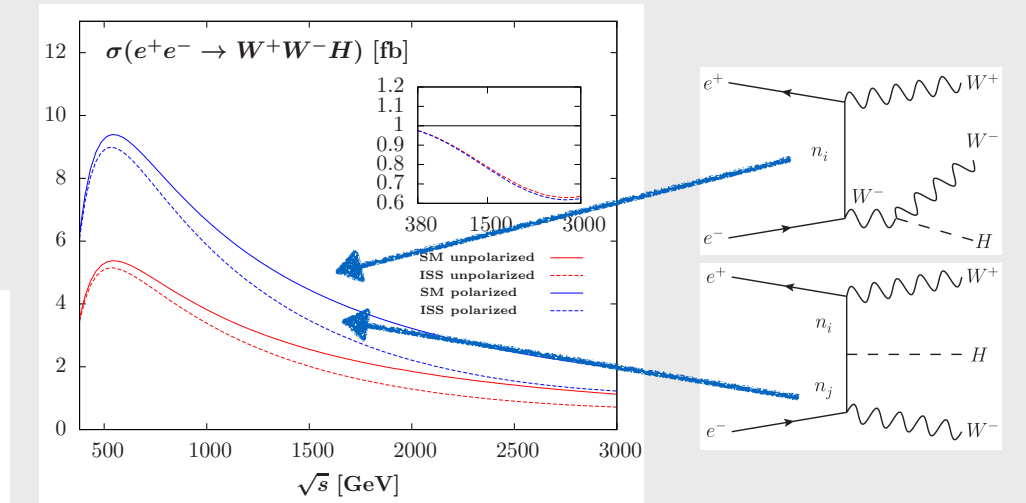 σ(e⁺e⁻ → W⁺W⁻H) [fb]
12
10
8
6
4
2
0
500
1000
1500
2000
2500
3000
√s [GeV]
1.2
1.1
1
0.9
0.8
0.7
0.6
380
1500
3000
SM unpolarized
ISS unpolarized
SM polarized
ISS polarized
e⁺
W⁺
W⁻
n_i
W⁻
e⁻
H
e⁺
W⁺
n_i
H
n_j
e⁻
W⁻